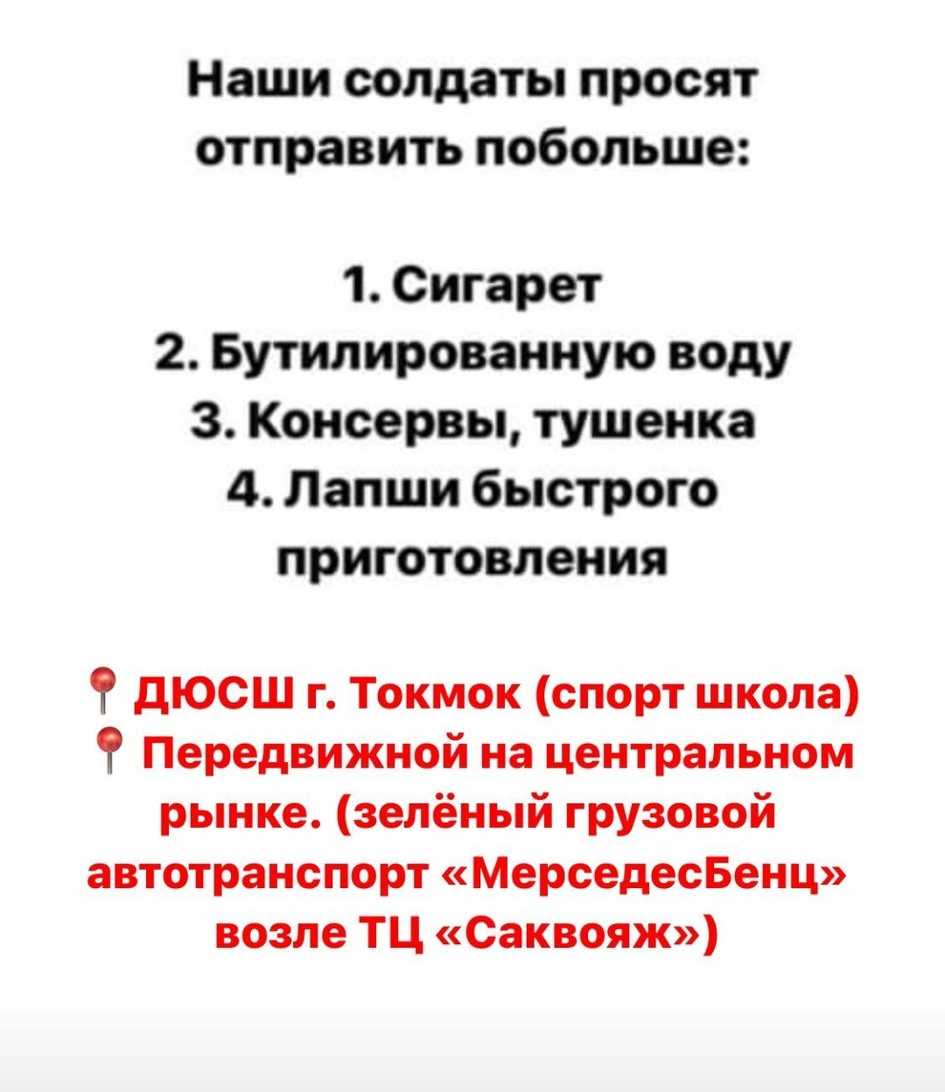 Наши солдаты просят
отправить побольше:
1. Сигарет
2. Бутилированную воду
3. Консервы, тушенка
4. Лапши быстрого
приготовления
📍 ДЮСШ г. Токмок (спорт школа)
📍 Передвижной на центральном
рынке. (зелёный грузовой
автотранспорт «МерседесБенц»
возле ТЦ «Саквояж»)